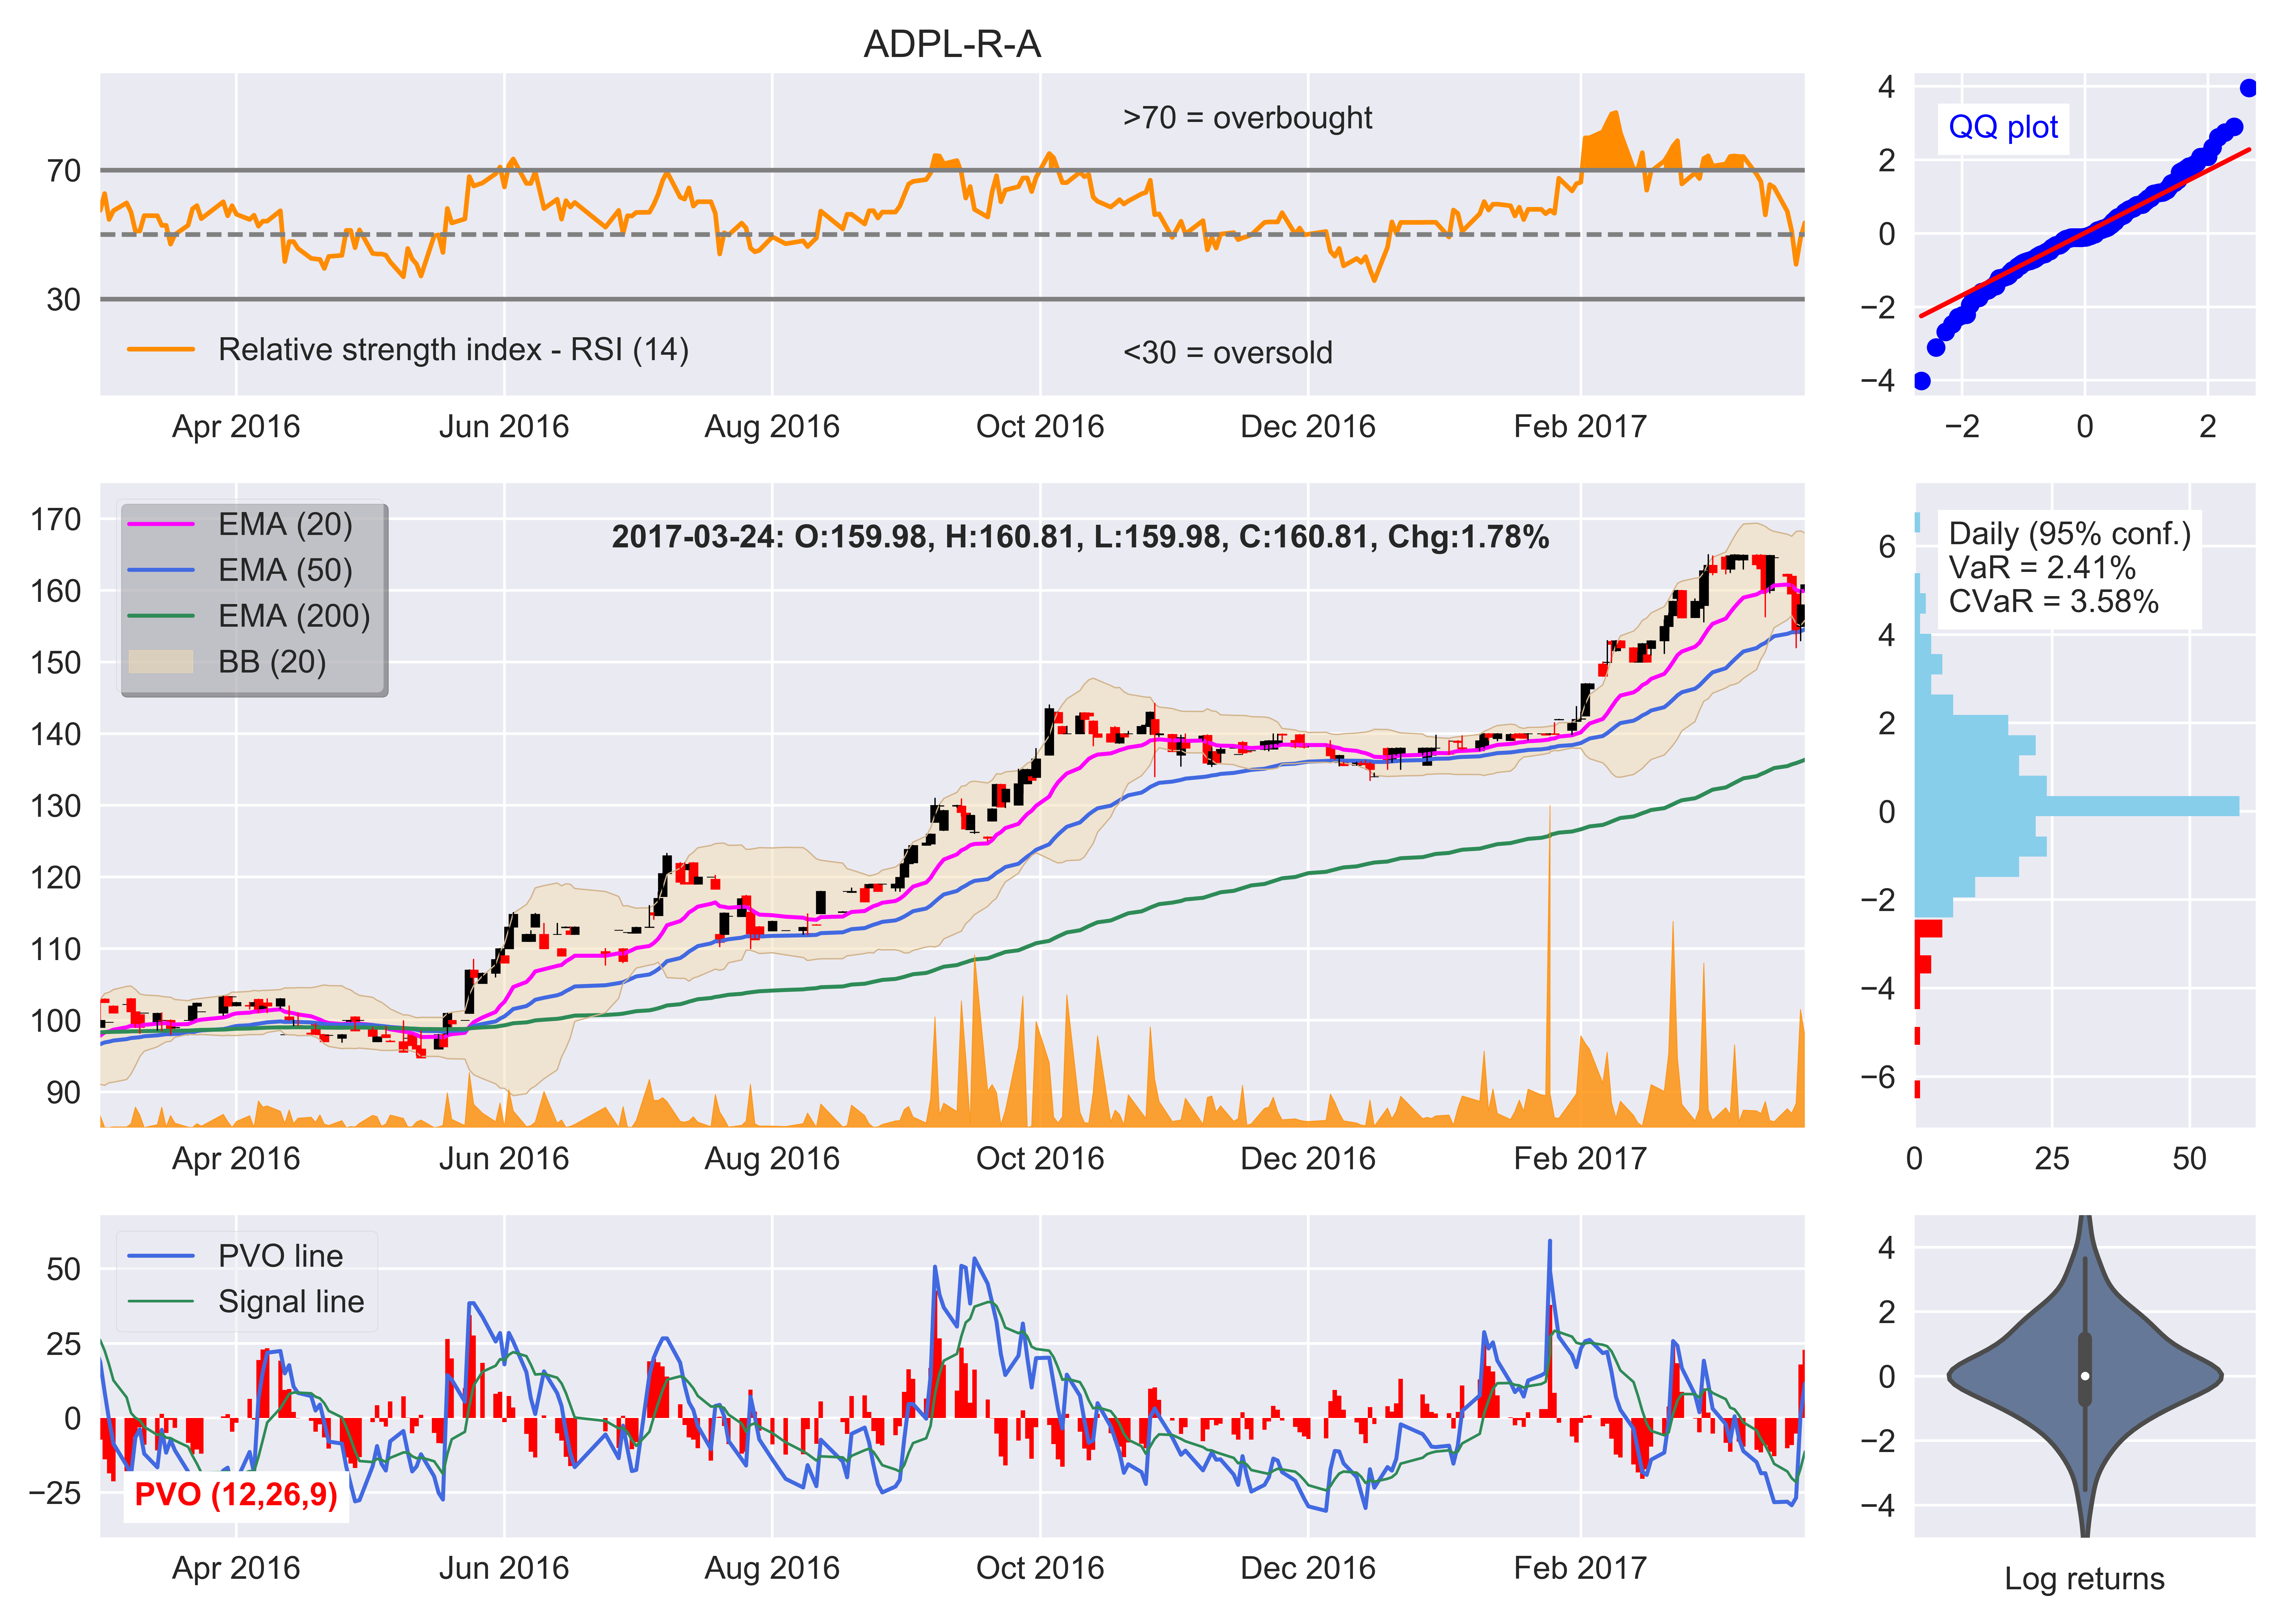 ADPL-R-A
70
30
>70 = overbought
<30 = oversold
Relative strength index - RSI (14)
Apr 2016 Jun 2016 Aug 2016 Oct 2016 Dec 2016 Feb 2017
4
2
0
−2
−4
QQ plot
−2 0 2
170
160
150
140
130
120
110
100
90
EMA (20)
EMA (50)
EMA (200)
BB (20)
2017-03-24: O:159.98, H:160.81, L:159.98, C:160.81, Chg:1.78%
Apr 2016 Jun 2016 Aug 2016 Oct 2016 Dec 2016 Feb 2017
6
4
2
0
−2
−4
−6
Daily (95% conf.)
VaR = 2.41%
CVaR = 3.58%
0 25 50
50
25
0
−25
PVO line
Signal line
PVO (12,26,9)
Apr 2016 Jun 2016 Aug 2016 Oct 2016 Dec 2016 Feb 2017
4
2
0
−2
−4
Log returns